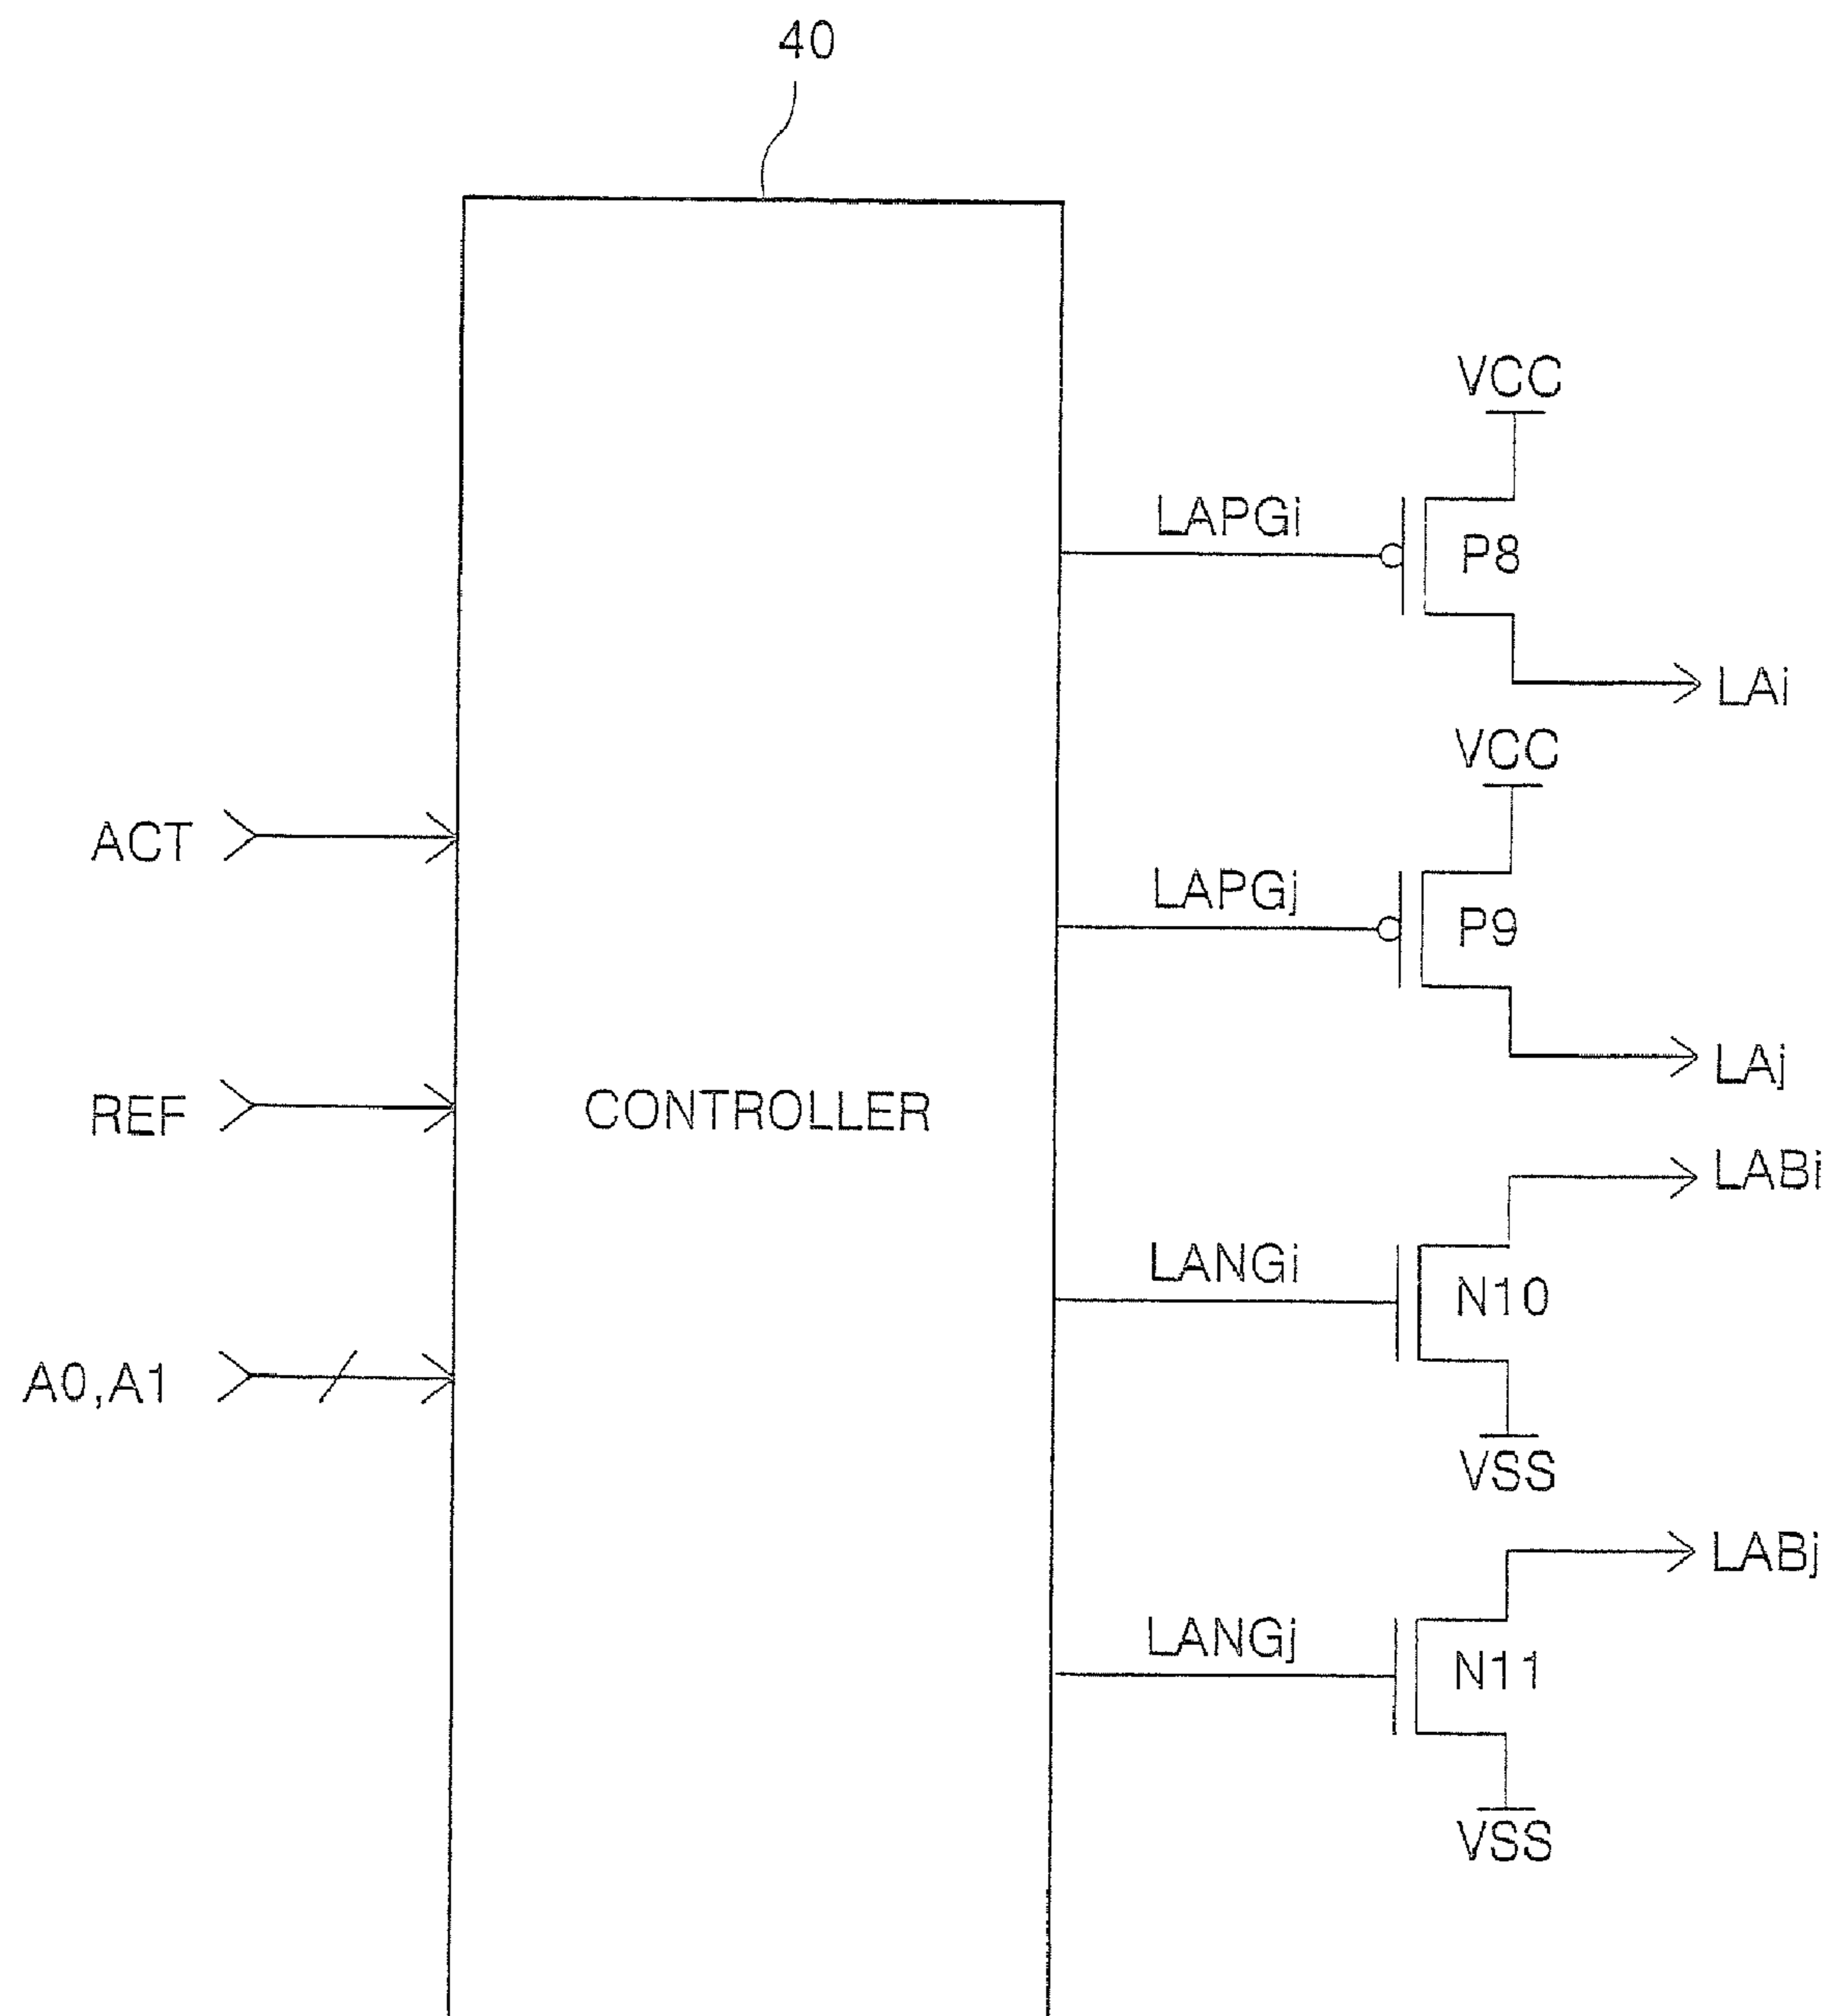 40
VCC
LAPGi
P8
LAi
VCC
ACT
LAPGj
P9
LAj
REF
CONTROLLER
LABi
LANGi
N10
A0,A1
VSS
LABj
LANGj
N11
VSS